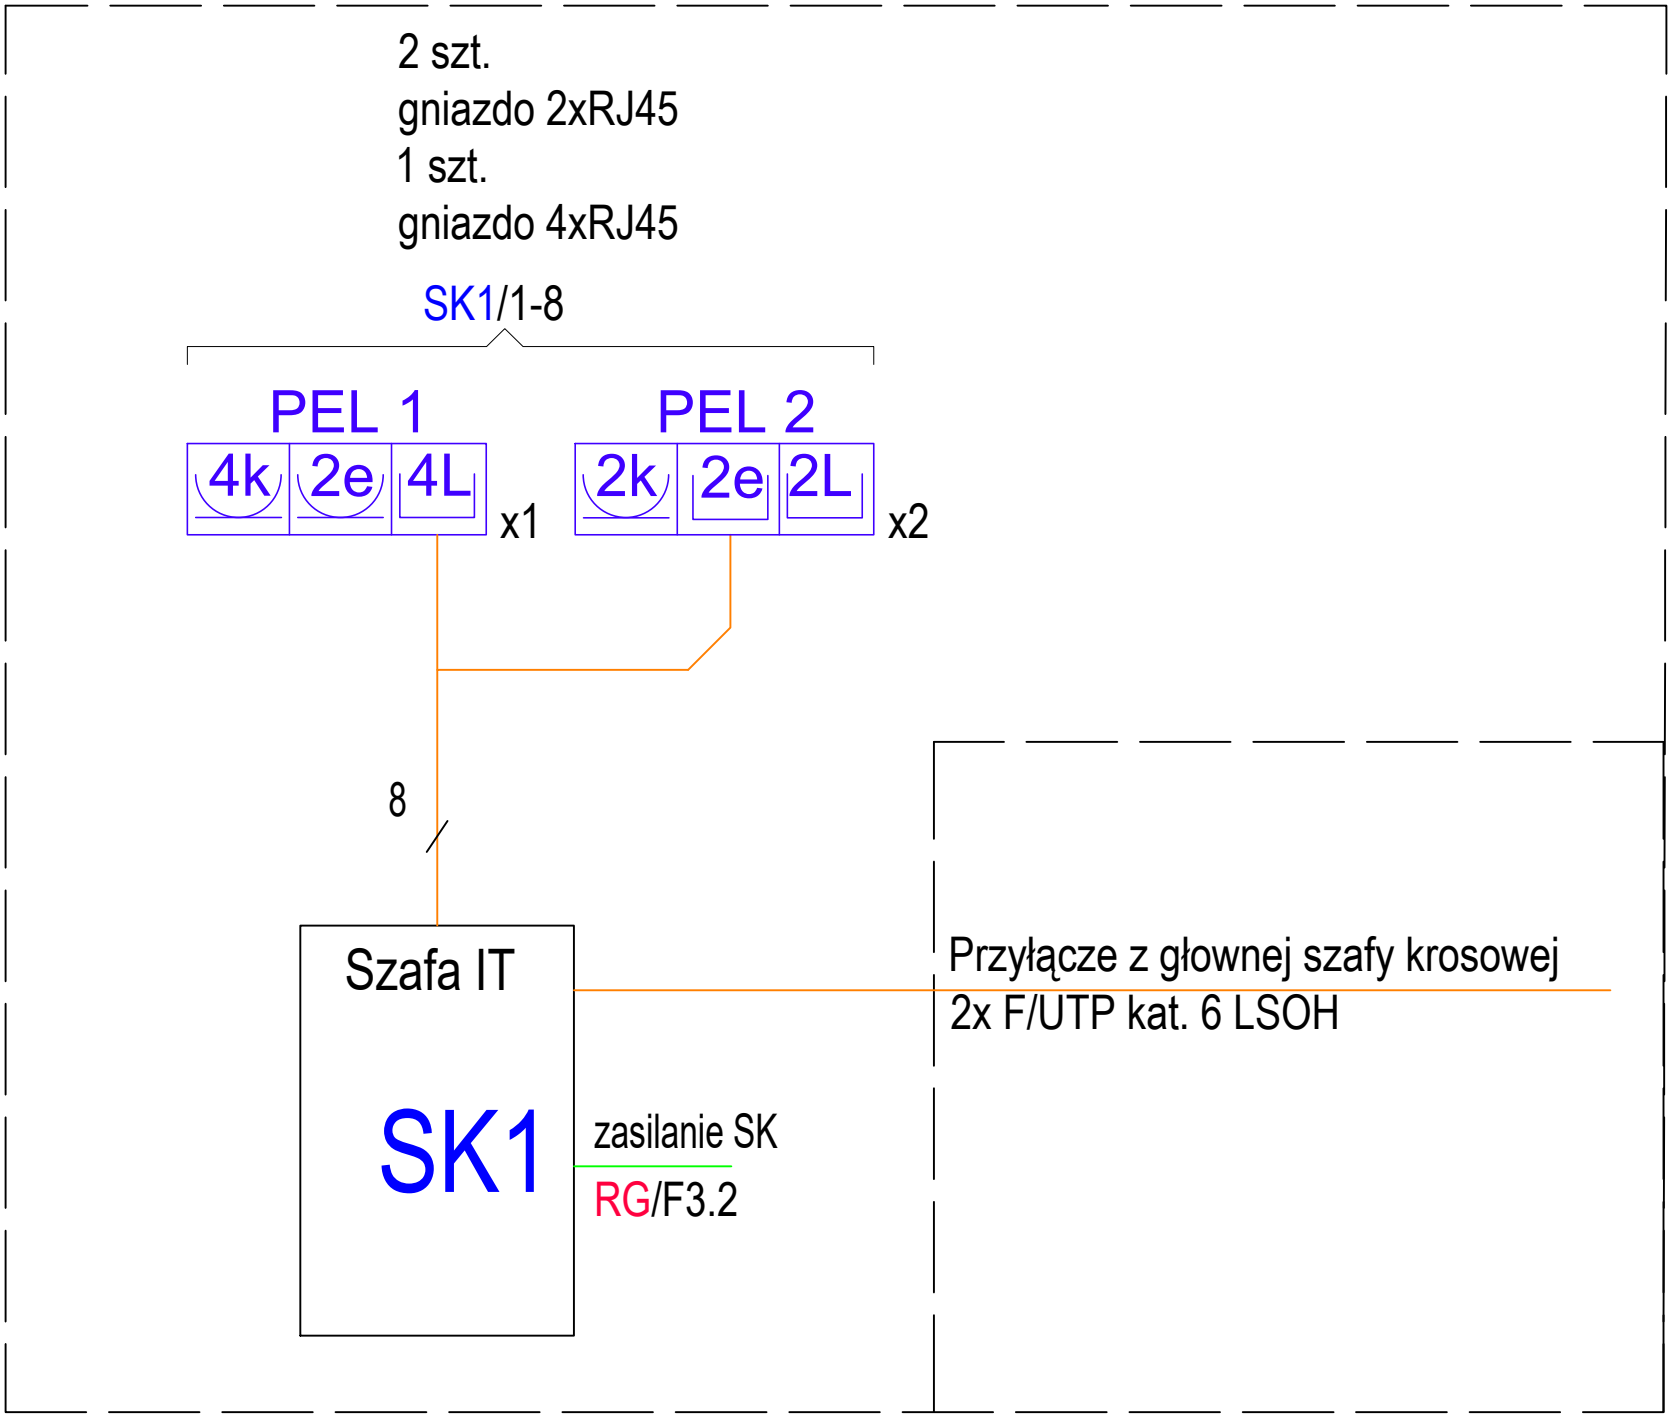 2 szt.
gniazdo 2xRJ45
1 szt.
gniazdo 4xRJ45
SK1/1-8
PEL 1
4k 2e 4L x1
PEL 2
2k 2e 2L x2
8
Szafa IT
SK1
Przyłącze z głownej szafy krosowej
2x F/UTP kat. 6 LSOH
zasilanie SK
RG/F3.2